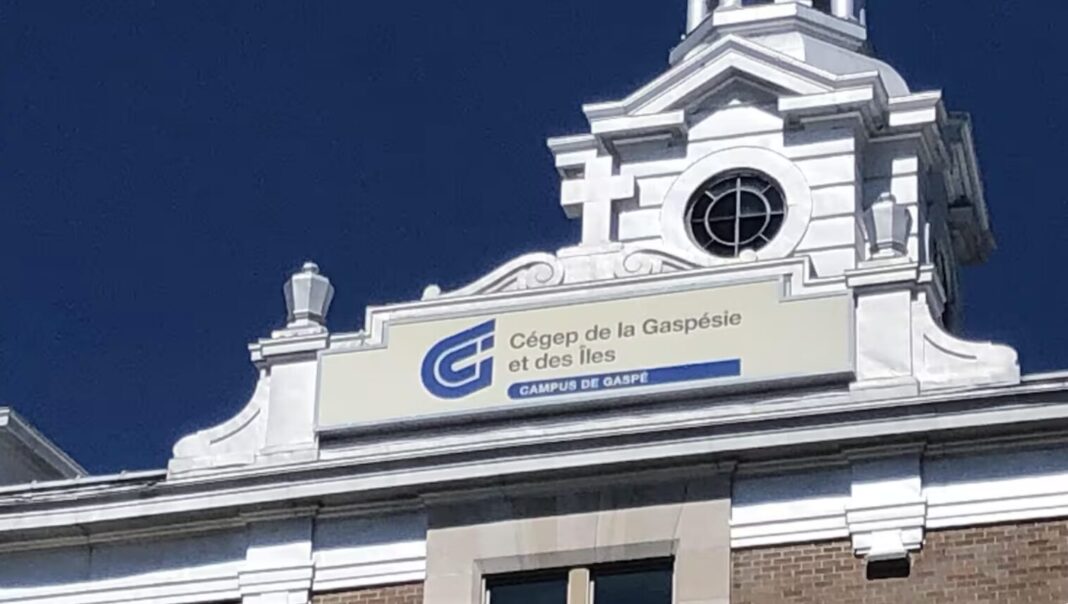 Cégep de la Gaspésie
et des Îles
CAMPUS DE GASPÉ